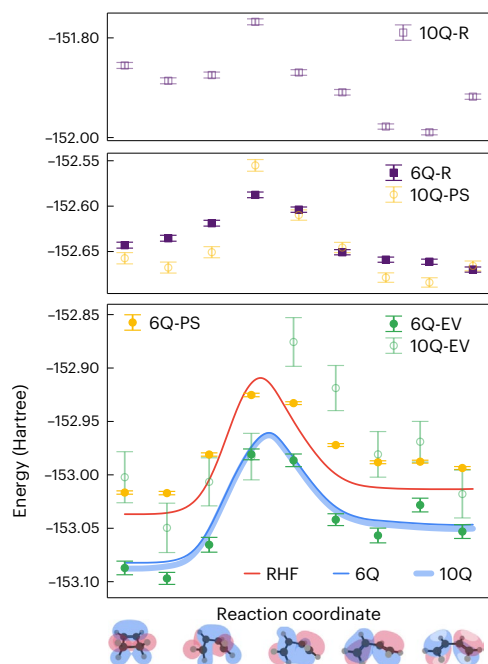 −151.80
10Q-R
−152.00
−152.55
6Q-R
−152.60
10Q-PS
−152.65
−152.85
6Q-PS
6Q-EV
10Q-EV
−152.90
−152.95
−153.00
−153.05
−153.10
Energy (Hartree)
RHF
6Q
10Q
Reaction coordinate